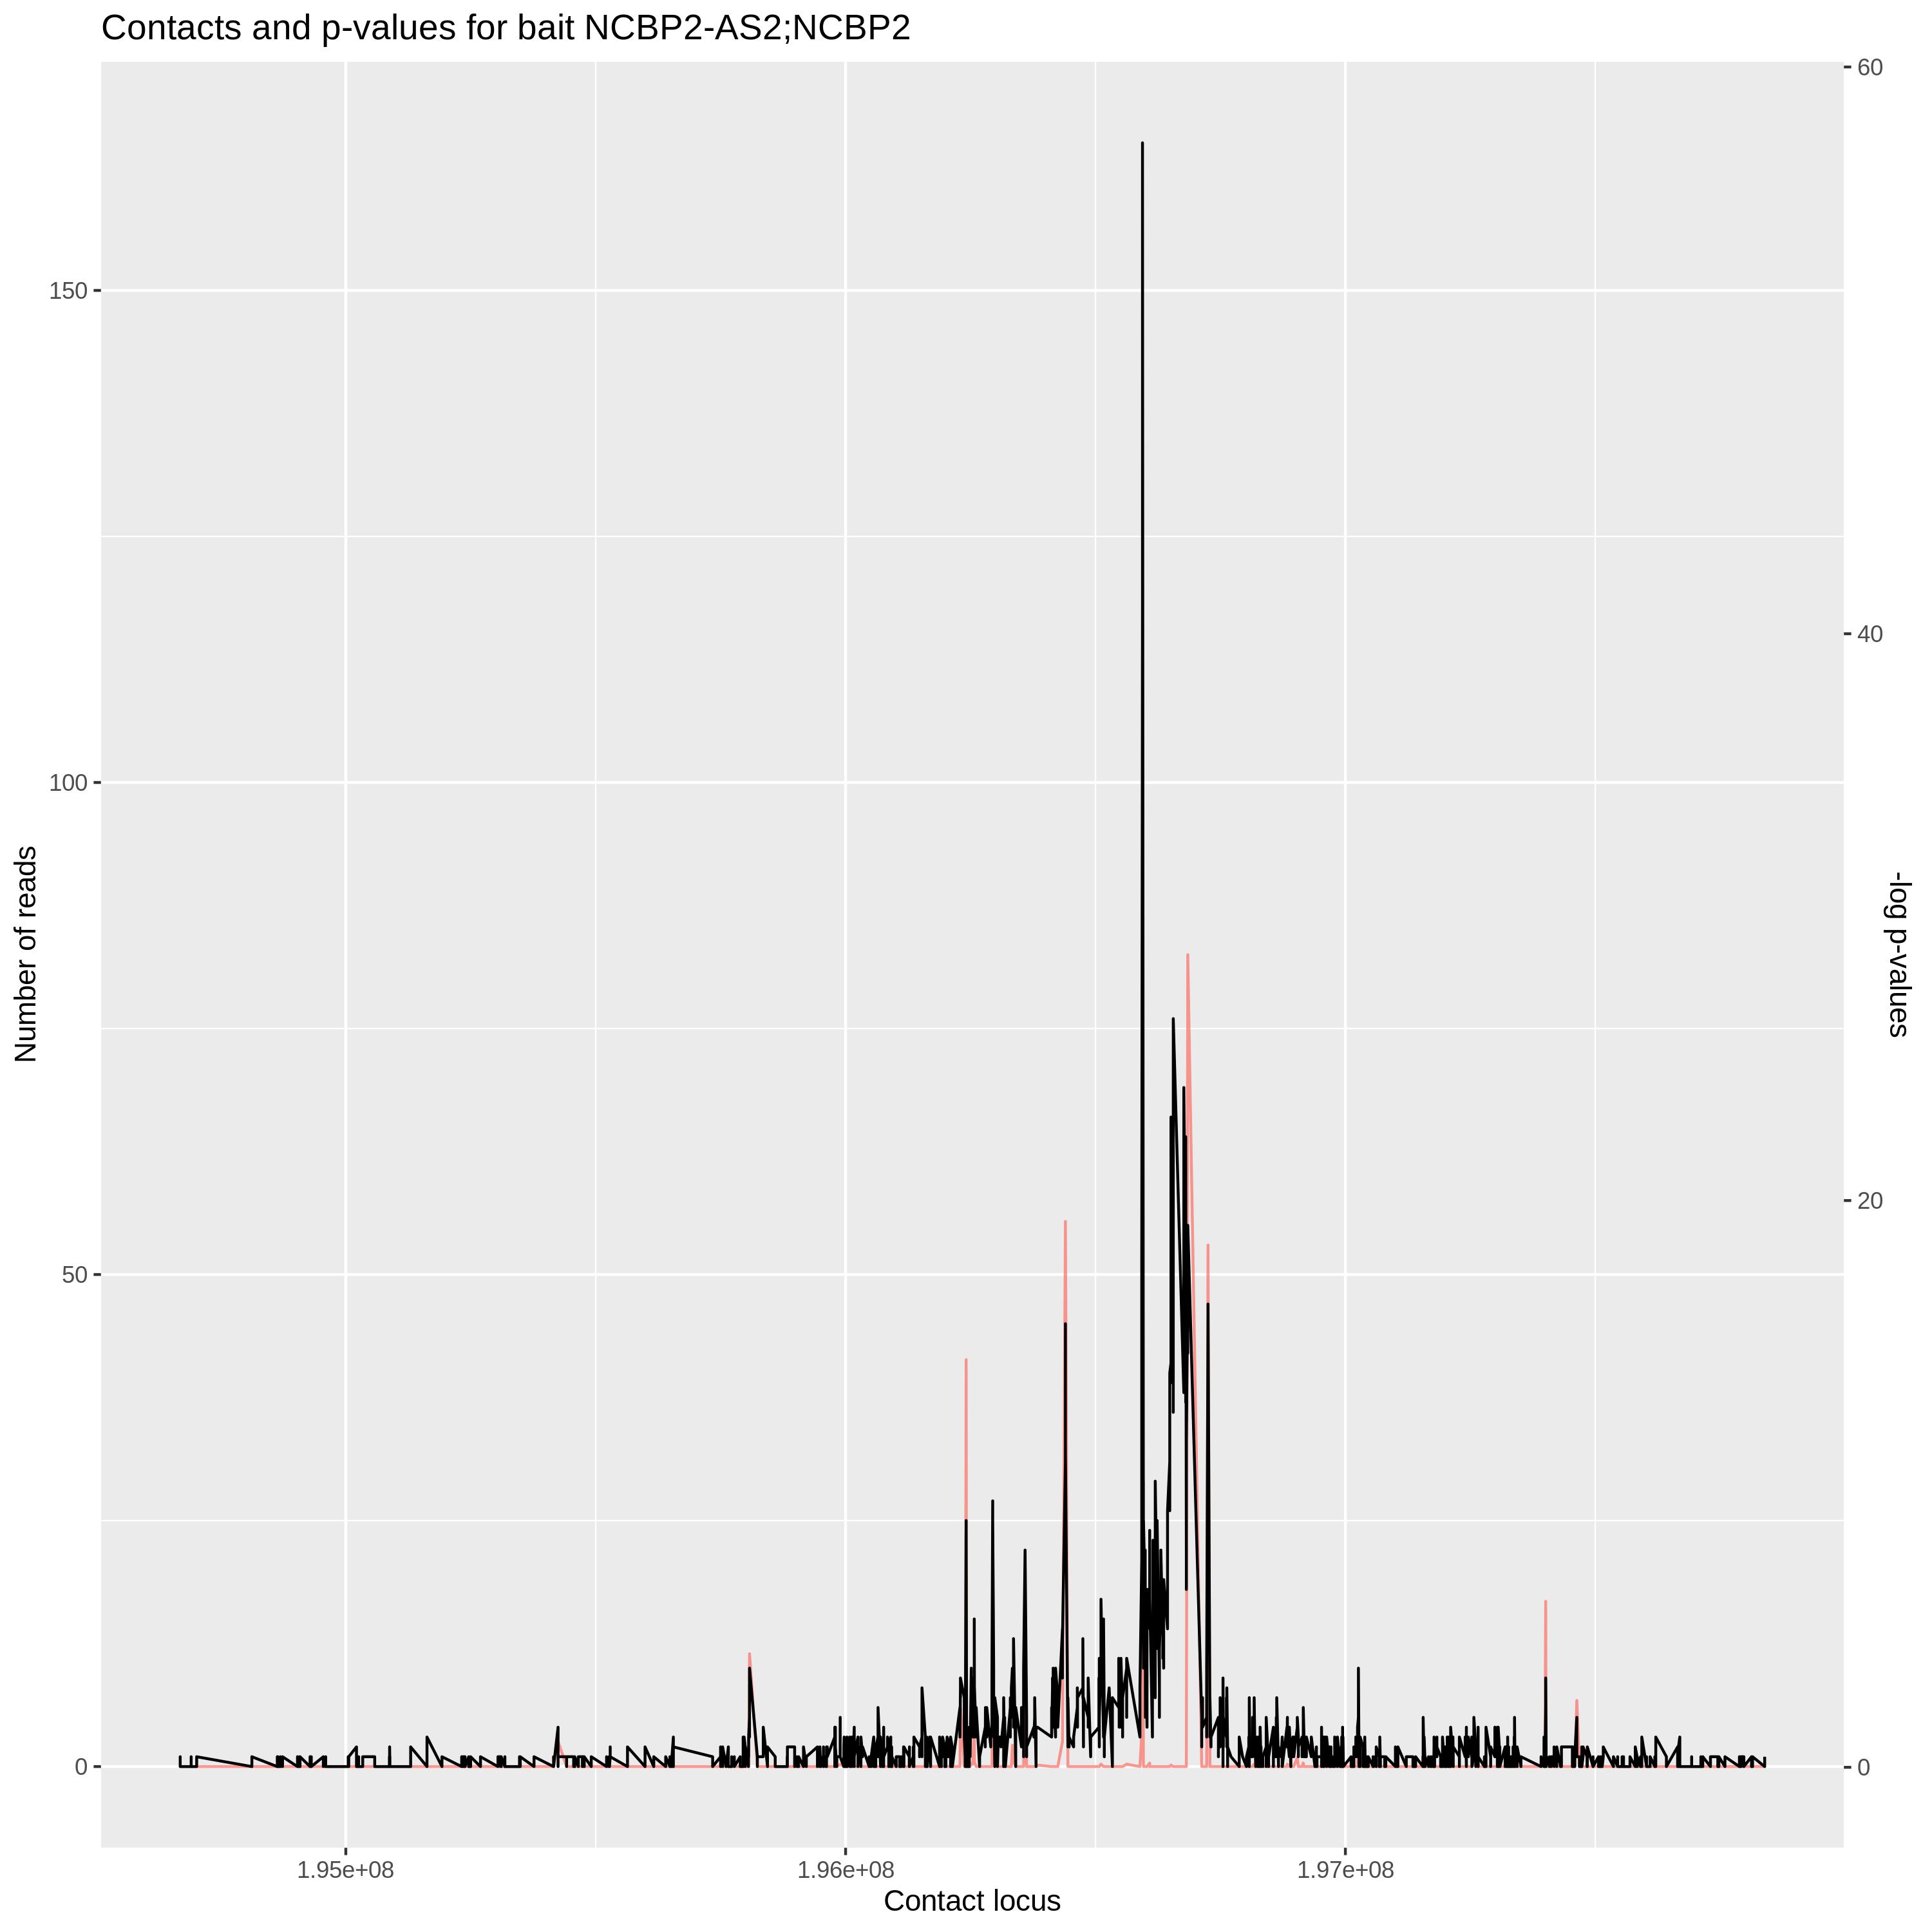 Contacts and p-values for bait NCBP2-AS2;NCBP2
60
150
40
100
Number of reads
-log p-values
20
50
0
0
1.95e+08
1.96e+08
1.97e+08
Contact locus